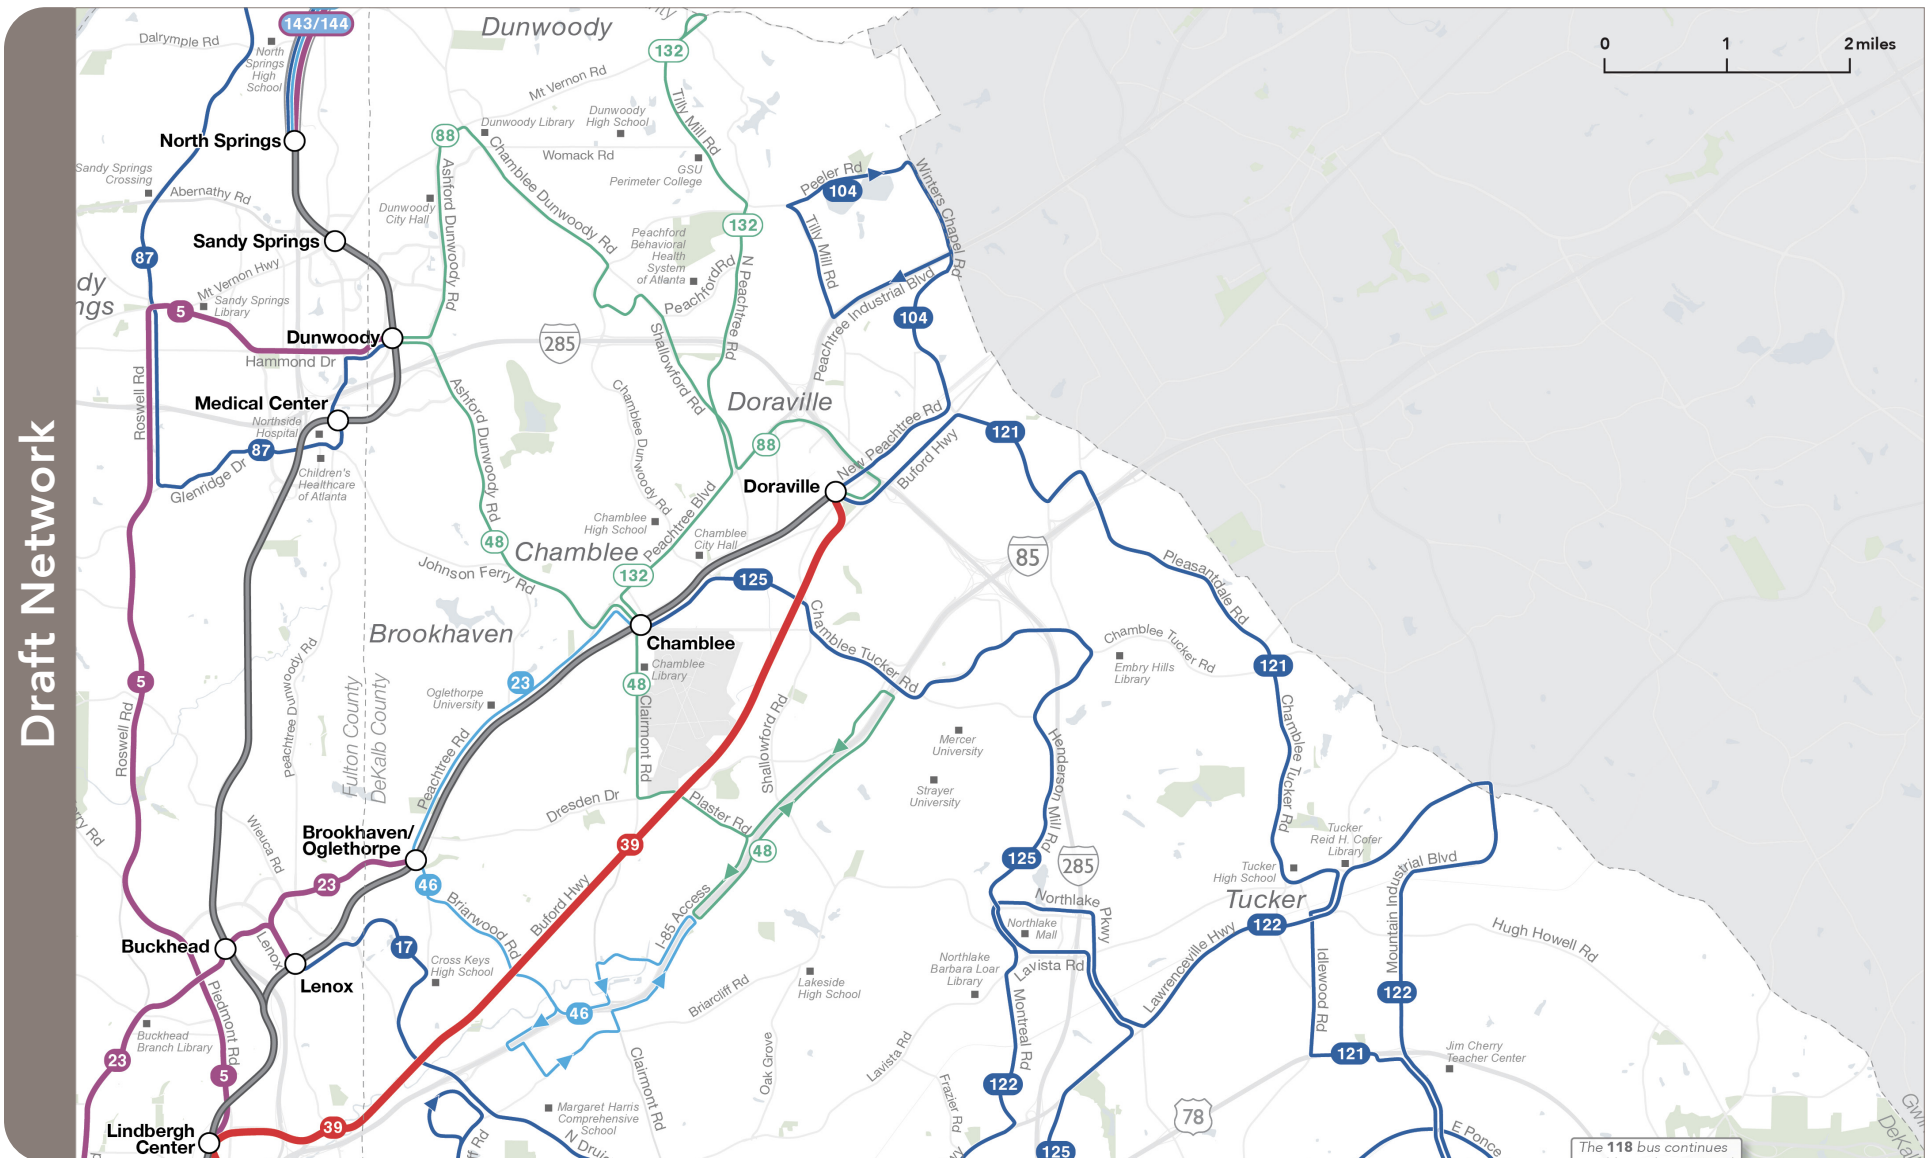 Draft Network
143/144
Dunwoody
Dalrymple Rd
North
Springs
High
School
132
0 1 2 miles
Mt Vernon Rd
Tilly Mill Rd
Dunwoody
High School
Dunwoody Library
88
North Springs
Womack Rd
GSU
Perimeter College
Sandy Springs
Crossing
Abernathy Rd
Ashford Dunwoody Rd
Chamblee Dunwoody Rd
Dunwoody
City Hall
Peeler Rd
104
Winters Chapel Rd
Tilly Mill Rd
132
Sandy Springs
Peachford
Behavioral
Health
System
of Atlanta
Peachford Rd
N Peachtree Rd
87
dy
ngs
Mt Vernon Hwy
Sandy Springs
Library
5
Peachtree Industrial Blvd
104
Dunwoody
285
Hammond Dr
Shallowford Rd
Roswell Rd
Medical Center
Northside
Hospital
Doraville
88
121
87
Glenridge Dr
Children's
Healthcare
of Atlanta
Ashford Dunwoody Rd
Chamblee Dunwoody Rd
New Peachtree Rd
Buford Hwy
Doraville
Peachtree Blvd
Chamblee
High School
Chamblee
City Hall
48
Chamblee
85
Johnson Ferry Rd
132
125
Pleasantdale Rd
Brookhaven
Chamblee
Chamblee Tucker Rd
Chamblee Tucker Rd
Embry Hills
Library
121
Chamblee
Library
5
23
48
Oglethorpe
University
Peachtree Dunwoody Rd
Fulton County
DeKalb County
Roswell Rd
Peachtree Rd
Clairmont Rd
Shallowford Rd
Mercer
University
Henderson Mill Rd
Chamblee Tucker Rd
Strayer
University
Dresden Dr
Plaster Rd
rry Rd
Wieuca Rd
Brookhaven/
Oglethorpe
39
48
Tucker
Reid H. Cofer
Library
125
285
Tucker
High School
Mountain Industrial Blvd
23
46
Briarwood Rd
Buford Hwy
I-85 Access
Northlake
Pkwy
Northlake
Mall
Tucker
122
Lawrenceville Hwy
Hugh Howell Rd
Buckhead
Lenox
17
Cross Keys
High School
Lenox
Lakeside
High School
Northlake
Barbara Loar
Library
Lavista Rd
Idlewood Rd
122
Piedmont Rd
46
Briarcliff Rd
Montreal Rd
Buckhead
Branch Library
23
5
Clairmont Rd
Oak Grove
Lavista Rd
121
Jim Cherry
Teacher Center
122
Frazier Rd
78
Margaret Harris
Comprehensive
School
39
Lindbergh
Center
ff Rd
N Drui
125
E Ponce
The 118 bus continues